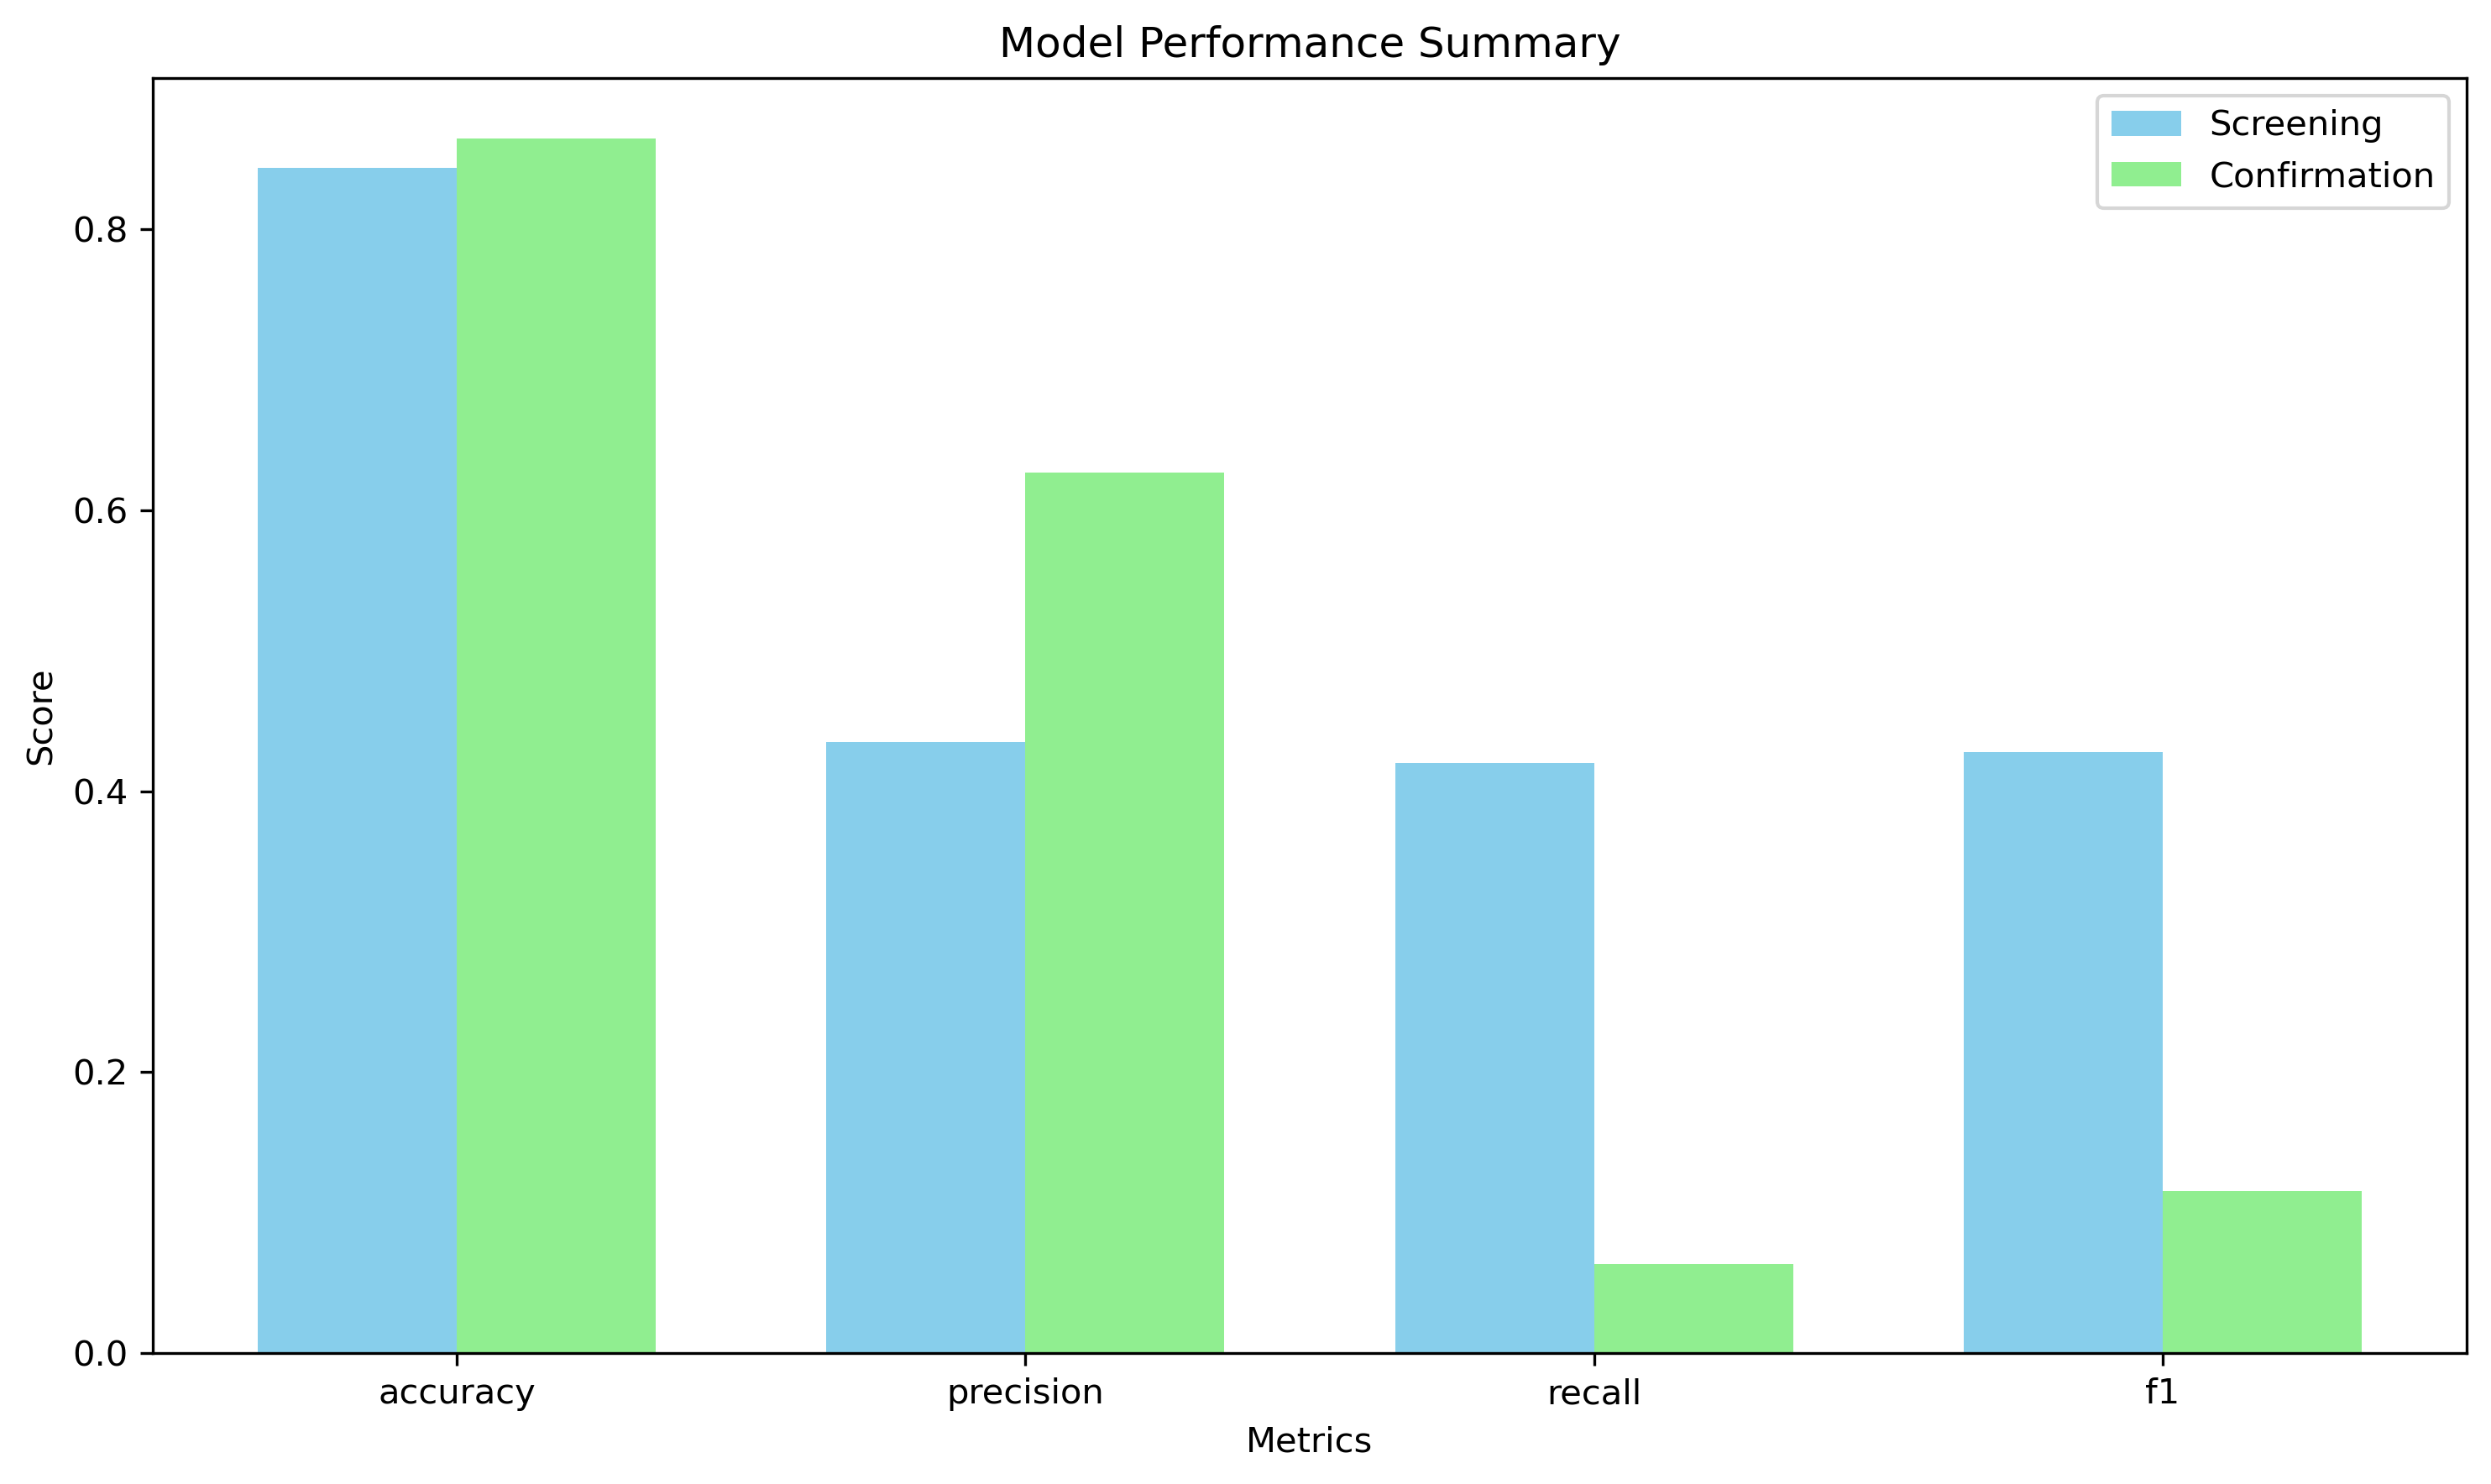 Model Performance Summary
Screening
Confirmation
Score
0.8
0.6
0.4
0.2
0.0
accuracy precision recall f1
Metrics